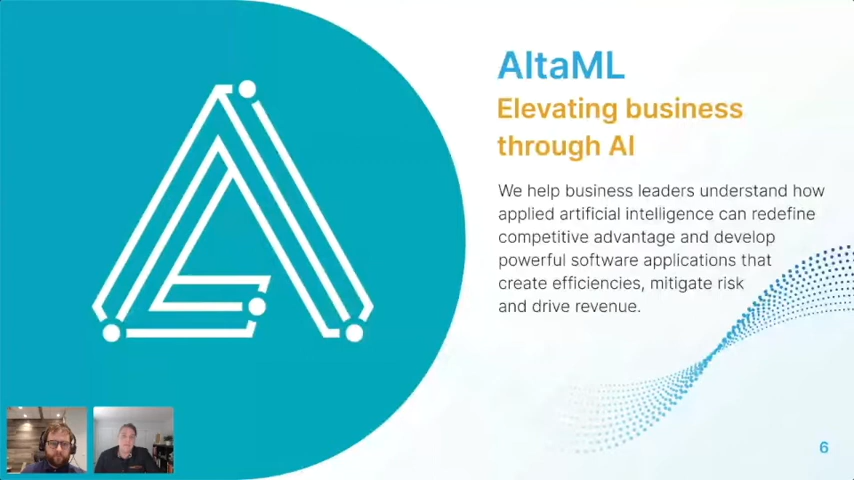 AltaML
Elevating business
through AI
We help business leaders understand how
applied artificial intelligence can redefine
competitive advantage and develop
powerful software applications that
create efficiencies, mitigate risk
and drive revenue.
6